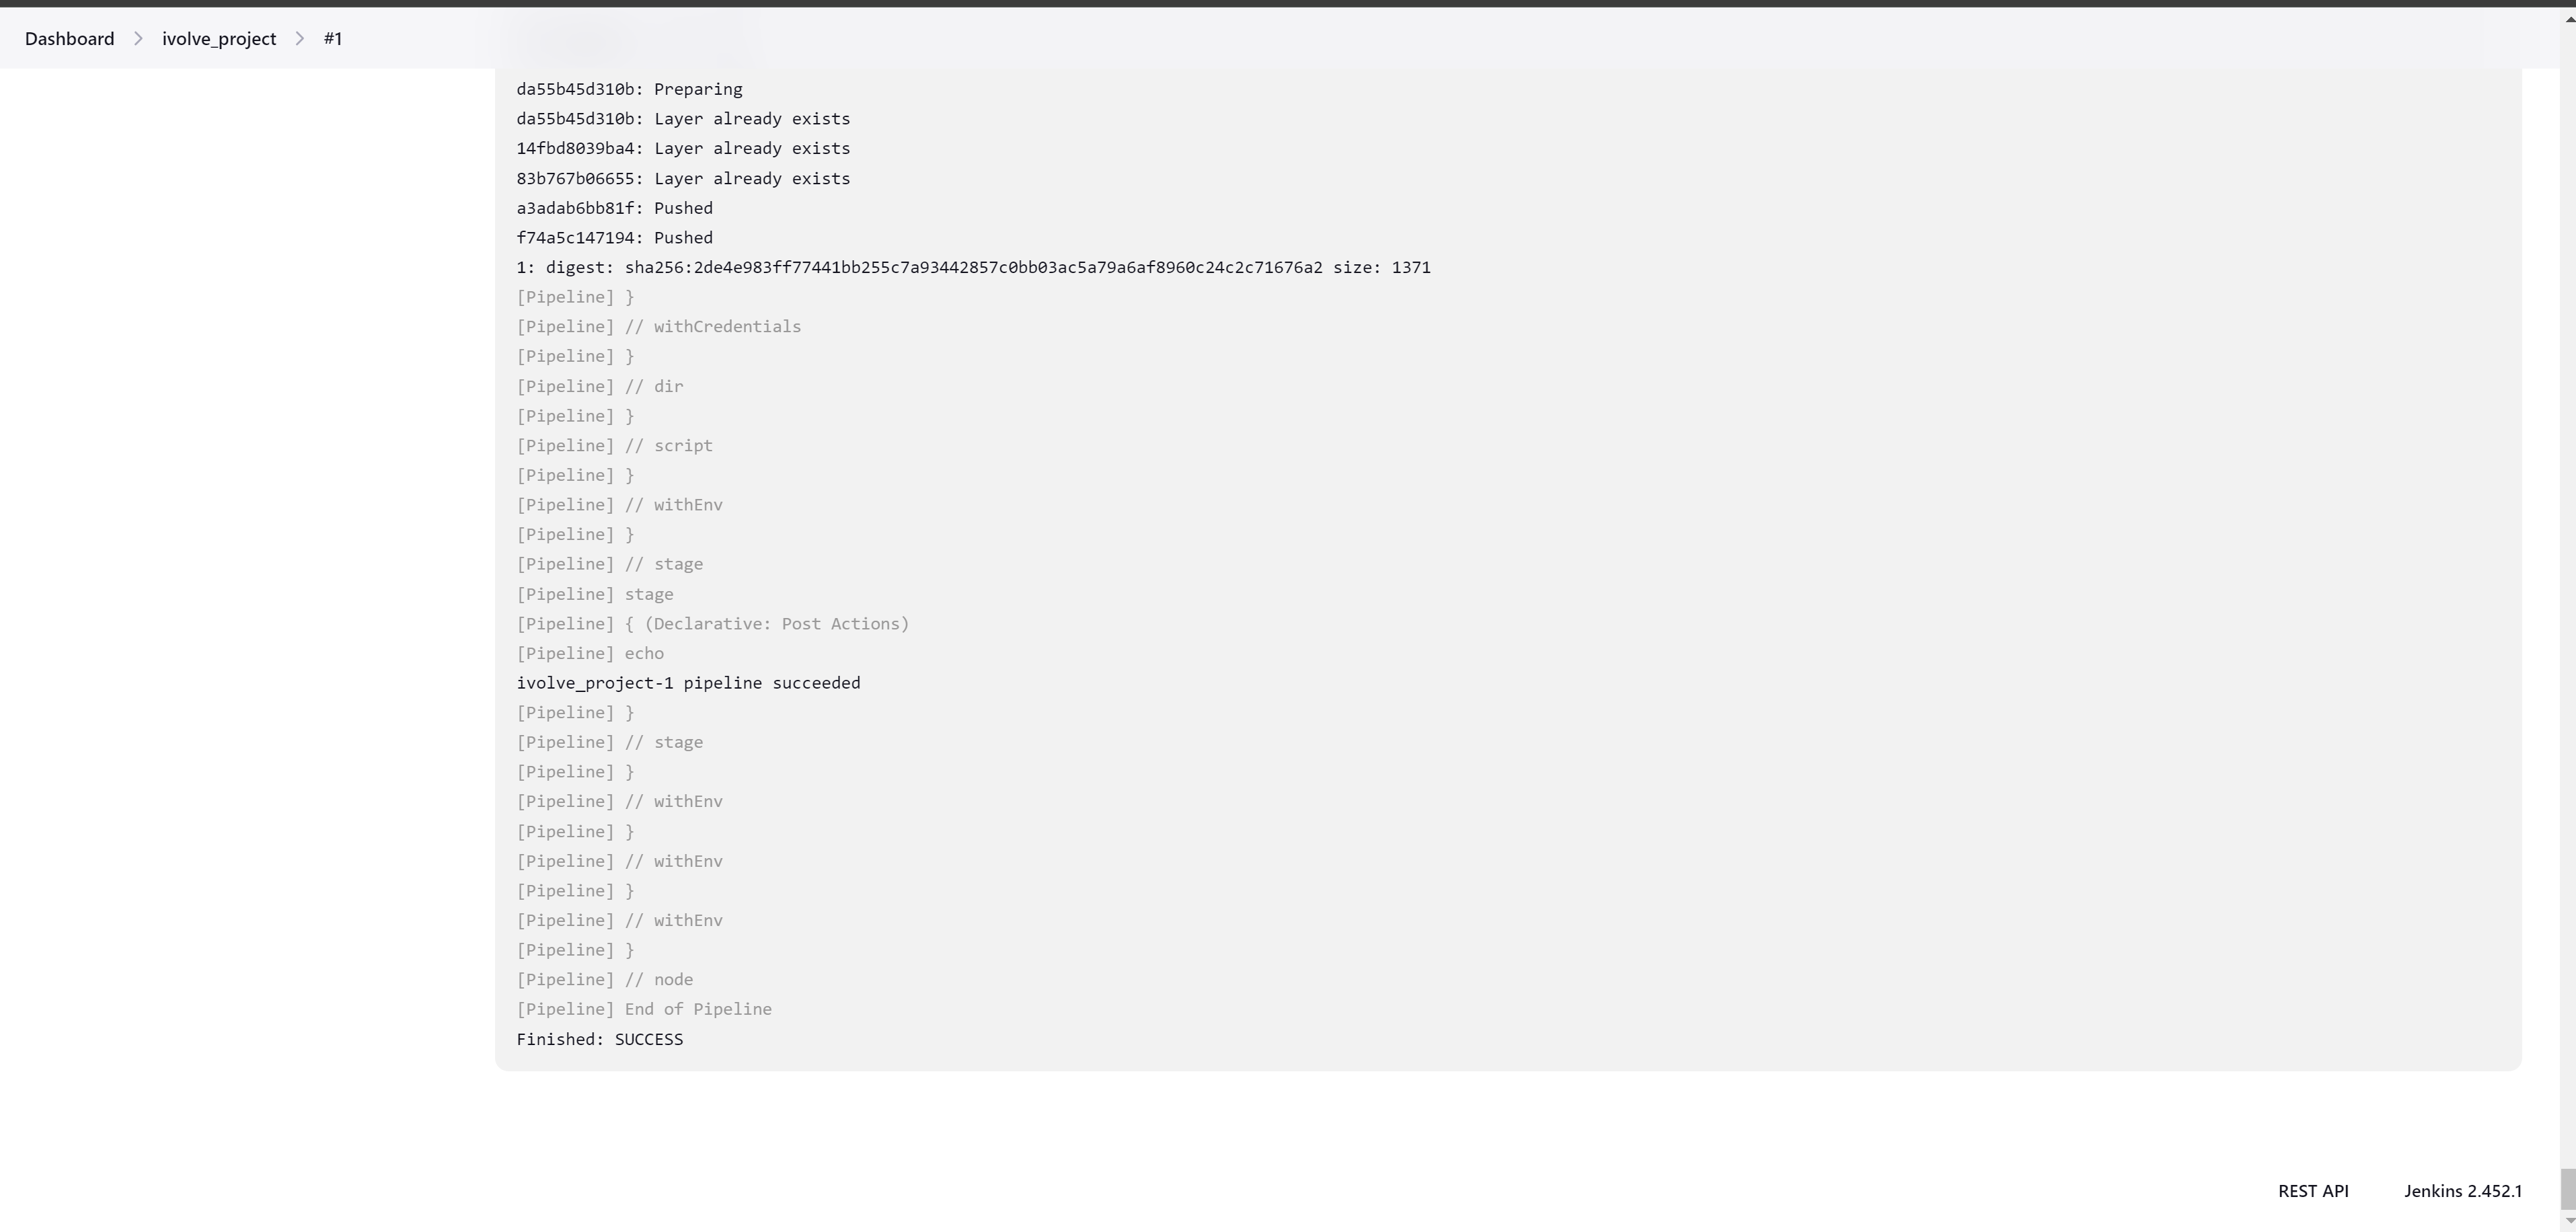 Dashboard > ivolve_project > #1
da55b45d310b: Preparing
da55b45d310b: Layer already exists
14fbd8039ba4: Layer already exists
83b767b06655: Layer already exists
a3adab6bb81f: Pushed
f74a5c147194: Pushed
1: digest: sha256:2de4e983ff77441bb255c7a93442857c0bb03ac5a79a6af8960c24c2c71676a2 size: 1371
[Pipeline] }
[Pipeline] // withCredentials
[Pipeline] }
[Pipeline] // dir
[Pipeline] }
[Pipeline] // script
[Pipeline] }
[Pipeline] // withEnv
[Pipeline] }
[Pipeline] // stage
[Pipeline] stage
[Pipeline] { (Declarative: Post Actions)
[Pipeline] echo
ivolve_project-1 pipeline succeeded
[Pipeline] }
[Pipeline] // stage
[Pipeline] }
[Pipeline] // withEnv
[Pipeline] }
[Pipeline] // withEnv
[Pipeline] }
[Pipeline] // withEnv
[Pipeline] }
[Pipeline] // node
[Pipeline] End of Pipeline
Finished: SUCCESS
REST API Jenkins 2.452.1